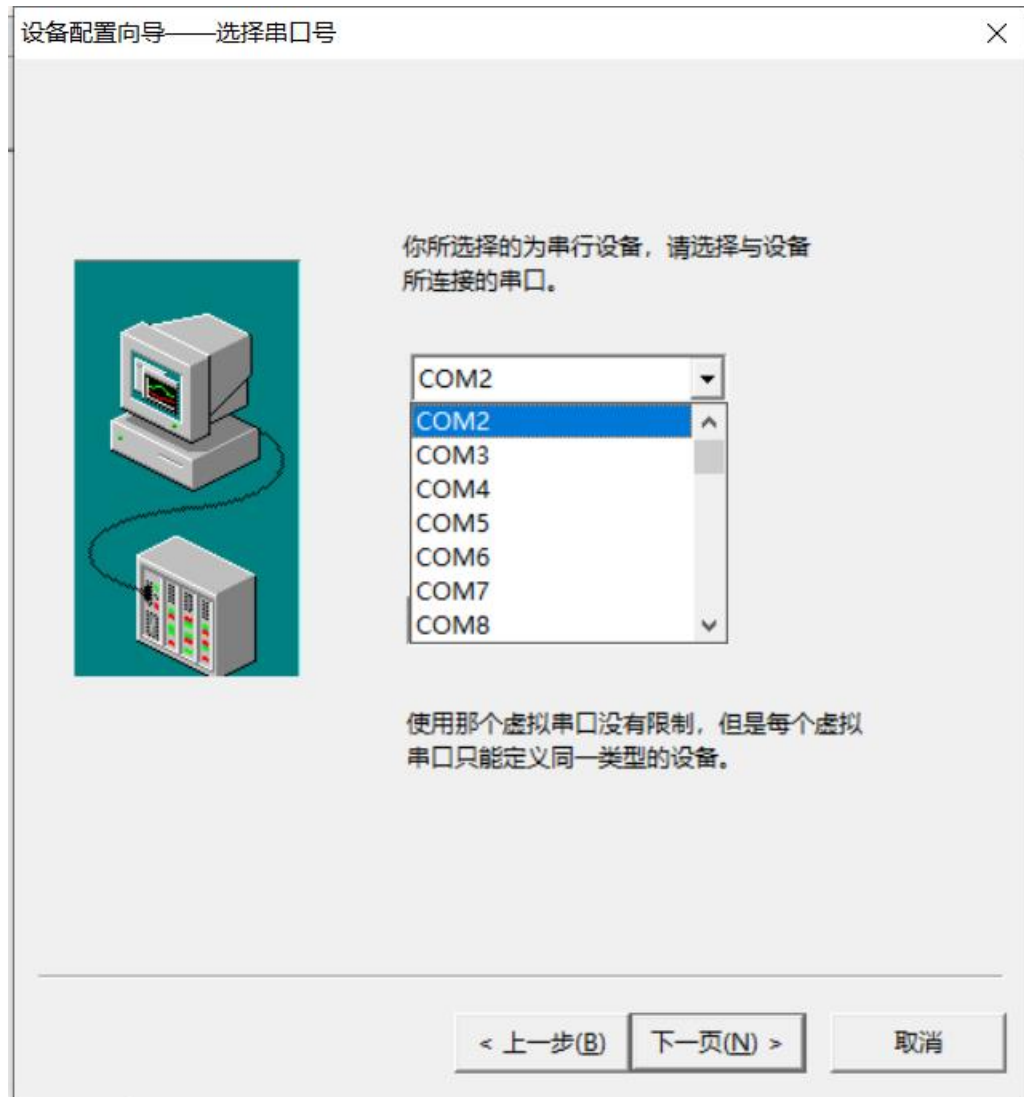 设备配置向导——选择串口号
你所选择的为串行设备，请选择与设备
所连接的串口。
COM2
COM2
COM3
COM4
COM5
COM6
COM7
COM8
使用那个虚拟串口没有限制，但是每个虚拟
串口只能定义同一类型的设备。
< 上一步(B) 下一页(N) > 取消